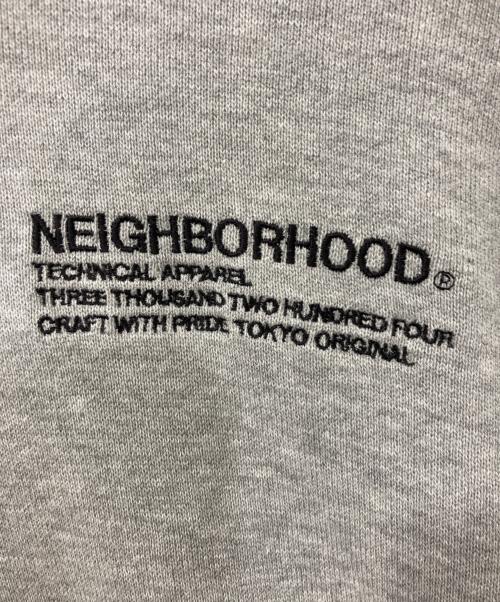 NEIGHBORHOOD®
TECHNICAL APPAREL
THREE THOUSAND TWO HUNDRED FOUR
CRAFT WITH PRIDE TOKYO ORIGINAL